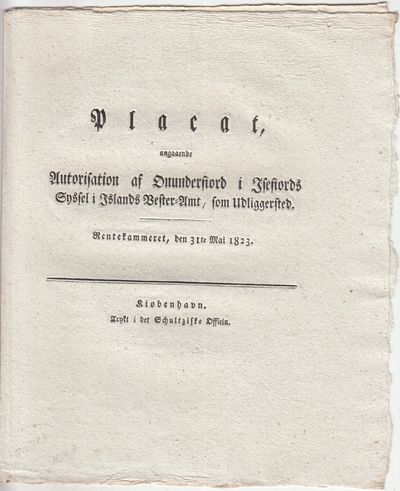 Placat,
angaaende
Autorisation af Onunderfiord i Isefiords
Syssel i Islands Vester-Amt, som Udliggersted.
Rentekammeret, den 31te Mai 1823.
Kiøbenhavn.
Trykt i det Schultziske Officin.